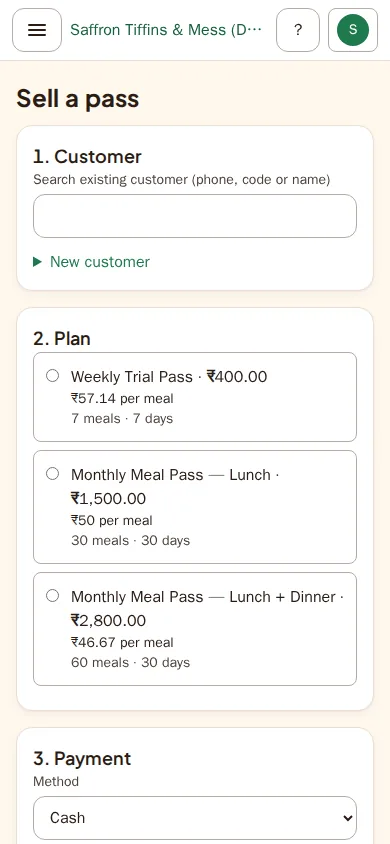 Saffron Tiffins & Mess (D···
?
S
Sell a pass
1. Customer
Search existing customer (phone, code or name)
▶ New customer
2. Plan
Weekly Trial Pass · ₹400.00
₹57.14 per meal
7 meals · 7 days
Monthly Meal Pass — Lunch ·
₹1,500.00
₹50 per meal
30 meals · 30 days
Monthly Meal Pass — Lunch + Dinner ·
₹2,800.00
₹46.67 per meal
60 meals · 30 days
3. Payment
Method
Cash